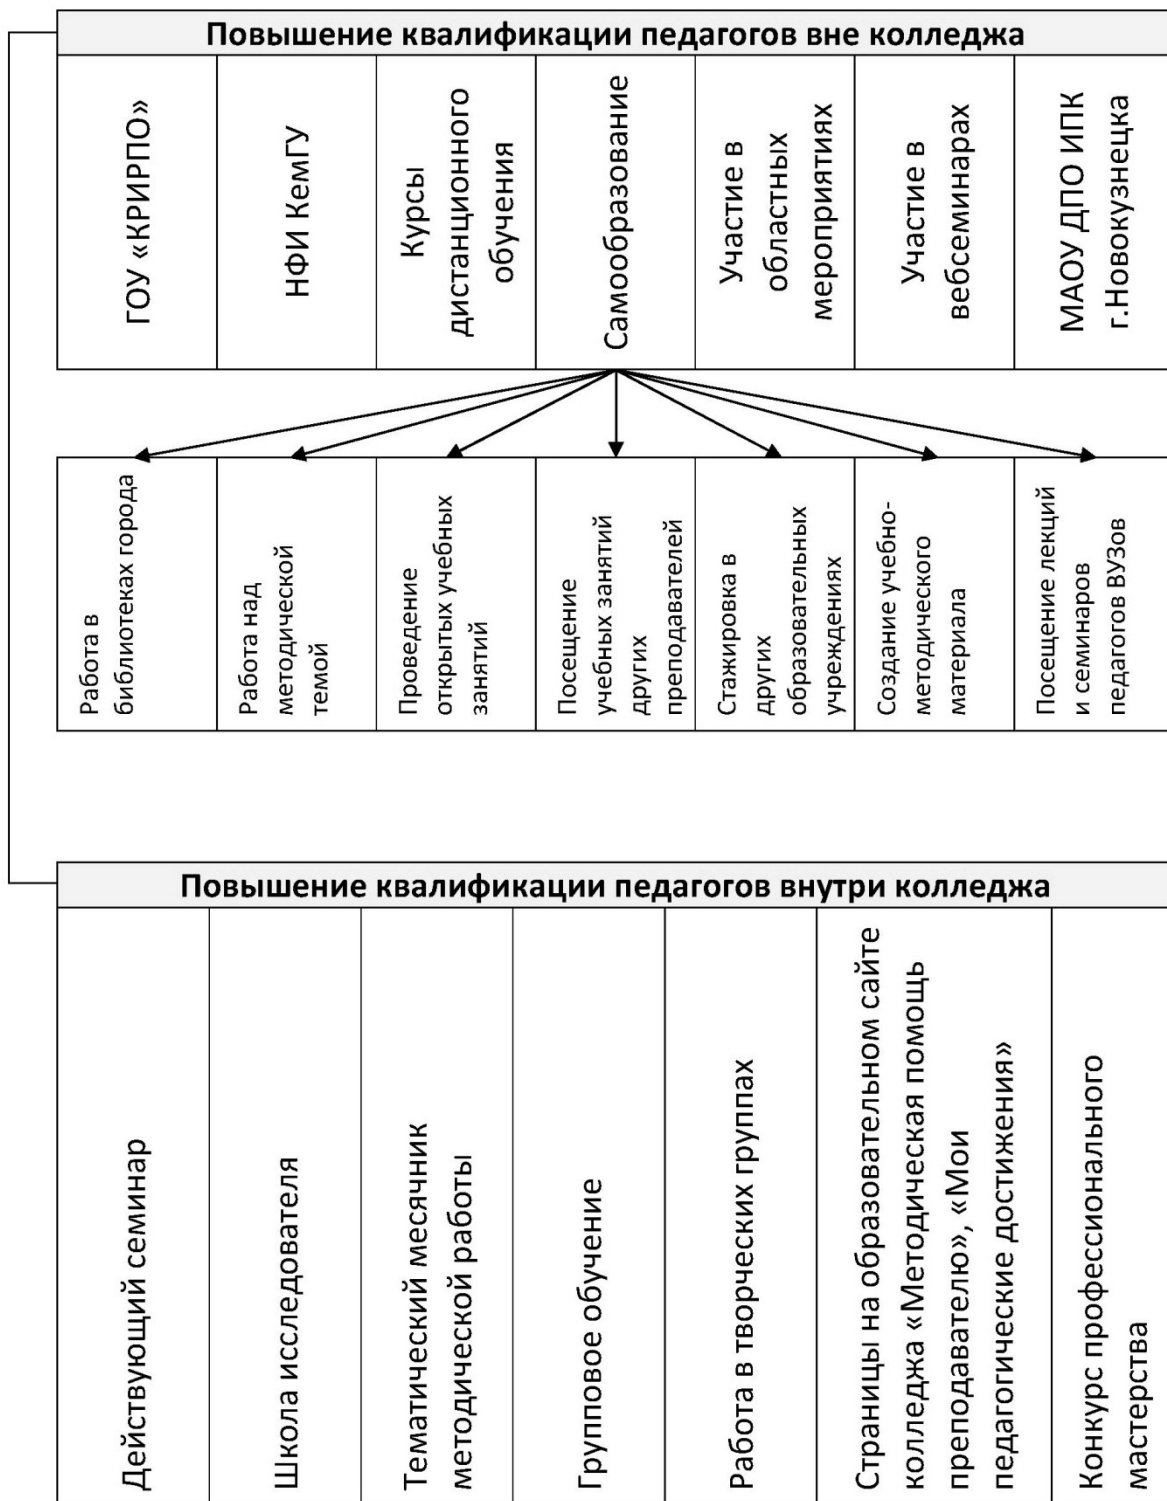 Повышение квалификации педагогов вне колледжа
ГОУ «КРИРПО»
НФИ КемГУ
Курсы
дистанционного
обучения
Самообразование
Участие в
областных
мероприятиях
Участие в
вебсеминарах
МАОУ ДПО ИПК
г.Новокузнецка
Работа в
библиотеках города
Работа над
методической
темой
Проведение
открытых учебных
занятий
Посещение
учебных занятий
других
преподавателей
Стажировка в
других
образовательных
учреждениях
Создание учебно-
методического
материала
Посещение лекций
и семинаров
педагогов ВУЗов
Повышение квалификации педагогов внутри колледжа
Действующий семинар
Школа исследователя
Тематический месячник
методической работы
Групповое обучение
Работа в творческих группах
Страницы на образовательном сайте
колледжа «Методическая помощь
преподавателю», «Мои
педагогические достижения»
Конкурс профессионального
мастерства